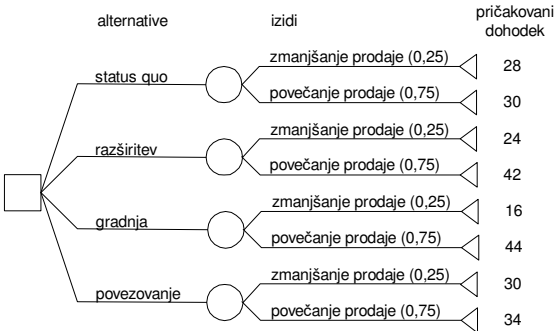 alternative izidi pričakovani dohodek
zmanjšanje prodaje (0,25) 28
status quo
povečanje prodaje (0,75) 30
zmanjšanje prodaje (0,25) 24
razširitev
povečanje prodaje (0,75) 42
zmanjšanje prodaje (0,25) 16
gradnja
povečanje prodaje (0,75) 44
zmanjšanje prodaje (0,25) 30
povezovanje
povečanje prodaje (0,75) 34